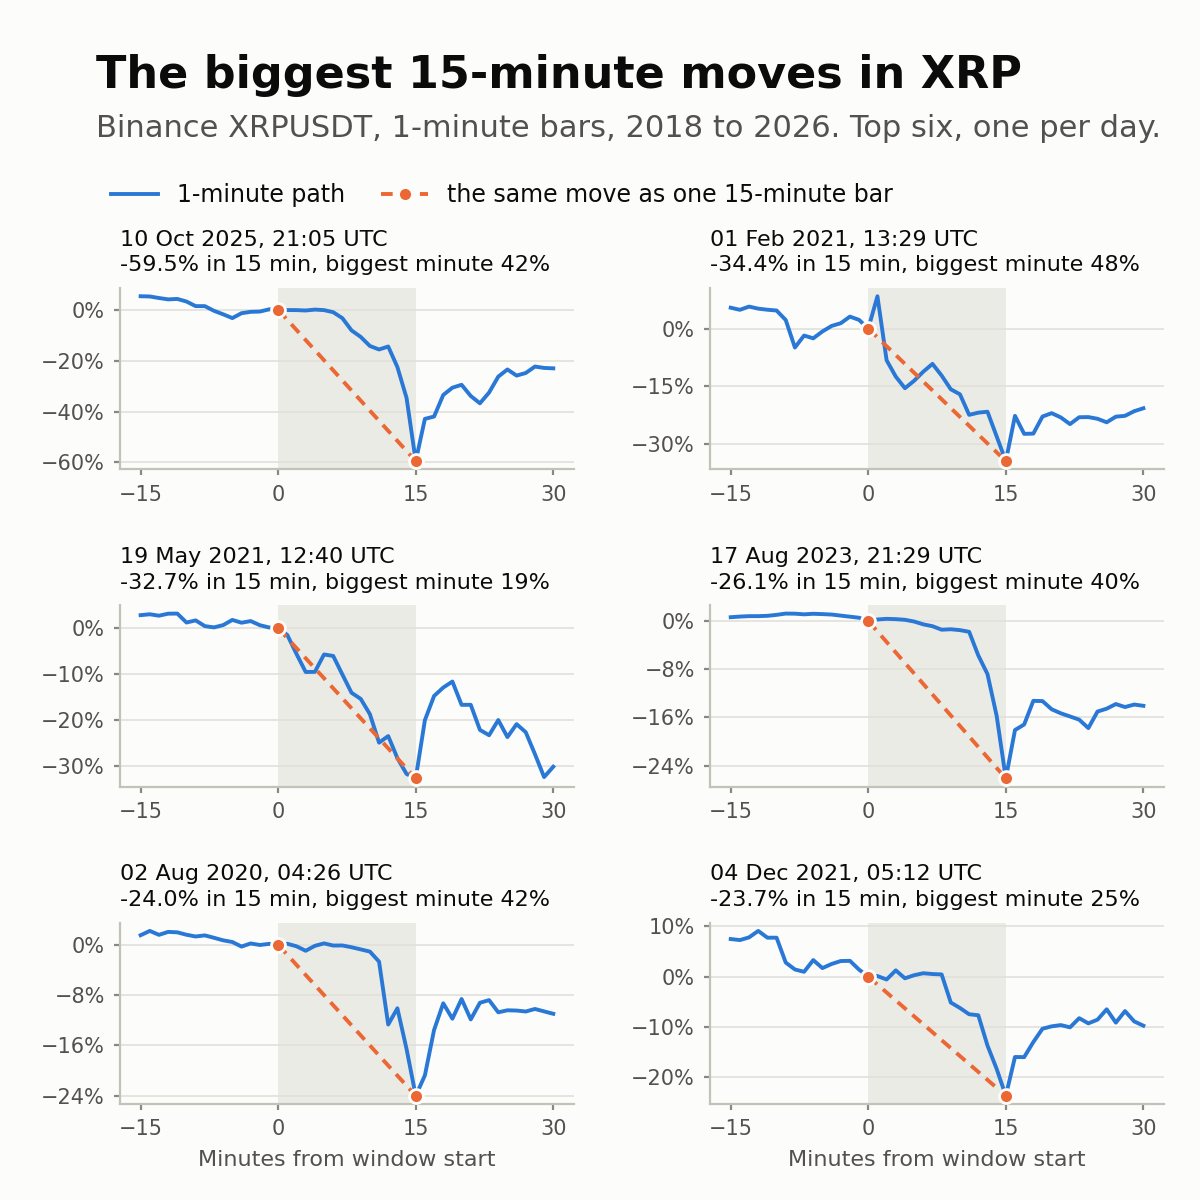 The biggest 15-minute moves in XRP
Binance XRPUSDT, 1-minute bars, 2018 to 2026. Top six, one per day.
1-minute path
the same move as one 15-minute bar
10 Oct 2025, 21:05 UTC
-59.5% in 15 min, biggest minute 42%
0%
−20%
−40%
−60%
−15 0 15 30
01 Feb 2021, 13:29 UTC
-34.4% in 15 min, biggest minute 48%
0%
−15%
−30%
−15 0 15 30
19 May 2021, 12:40 UTC
-32.7% in 15 min, biggest minute 19%
0%
−10%
−20%
−30%
−15 0 15 30
17 Aug 2023, 21:29 UTC
-26.1% in 15 min, biggest minute 40%
0%
−8%
−16%
−24%
−15 0 15 30
02 Aug 2020, 04:26 UTC
-24.0% in 15 min, biggest minute 42%
0%
−8%
−16%
−24%
−15 0 15 30
Minutes from window start
04 Dec 2021, 05:12 UTC
-23.7% in 15 min, biggest minute 25%
10%
0%
−10%
−20%
−15 0 15 30
Minutes from window start